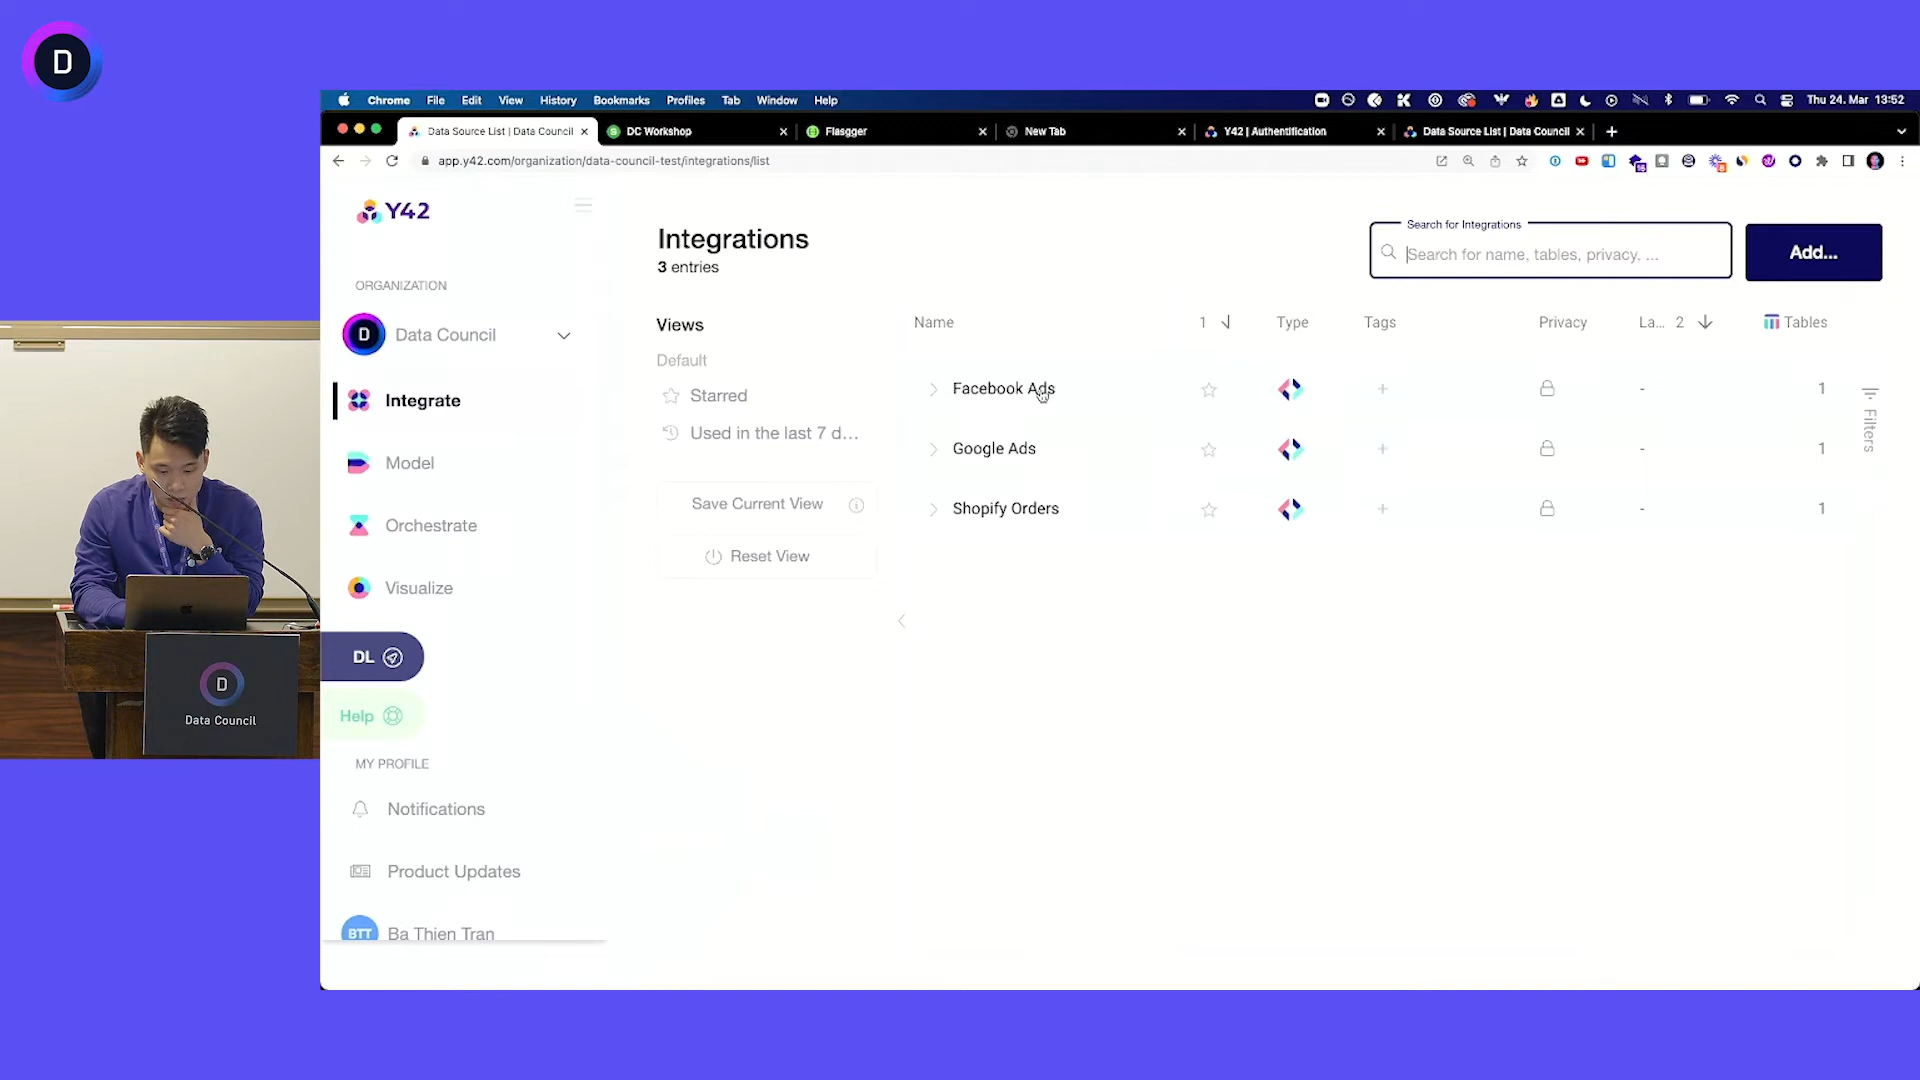 D
Chrome File Edit View History Bookmarks Profiles Tab Window Help
Thu 24. Mar 13:52
Data Source List | Data Council
DC Workshop
Flasgger
New Tab
Y42 | Authentification
Data Source List | Data Council
app.y42.com/organization/data-council-test/integrations/list
Y42
ORGANIZATION
D Data Council
Integrate
Model
Orchestrate
Visualize
DL
Help
MY PROFILE
Notifications
Product Updates
BTT Ba Thien Tran
Integrations
3 entries
Search for Integrations
Search for name, tables, privacy, ...
Add...
Views
Default
Starred
Used in the last 7 d...
Save Current View
Reset View
Name 1 Type Tags Privacy La... 2 Tables
Facebook Ads - 1
Google Ads - 1
Shopify Orders - 1
Filters
D
Data Council